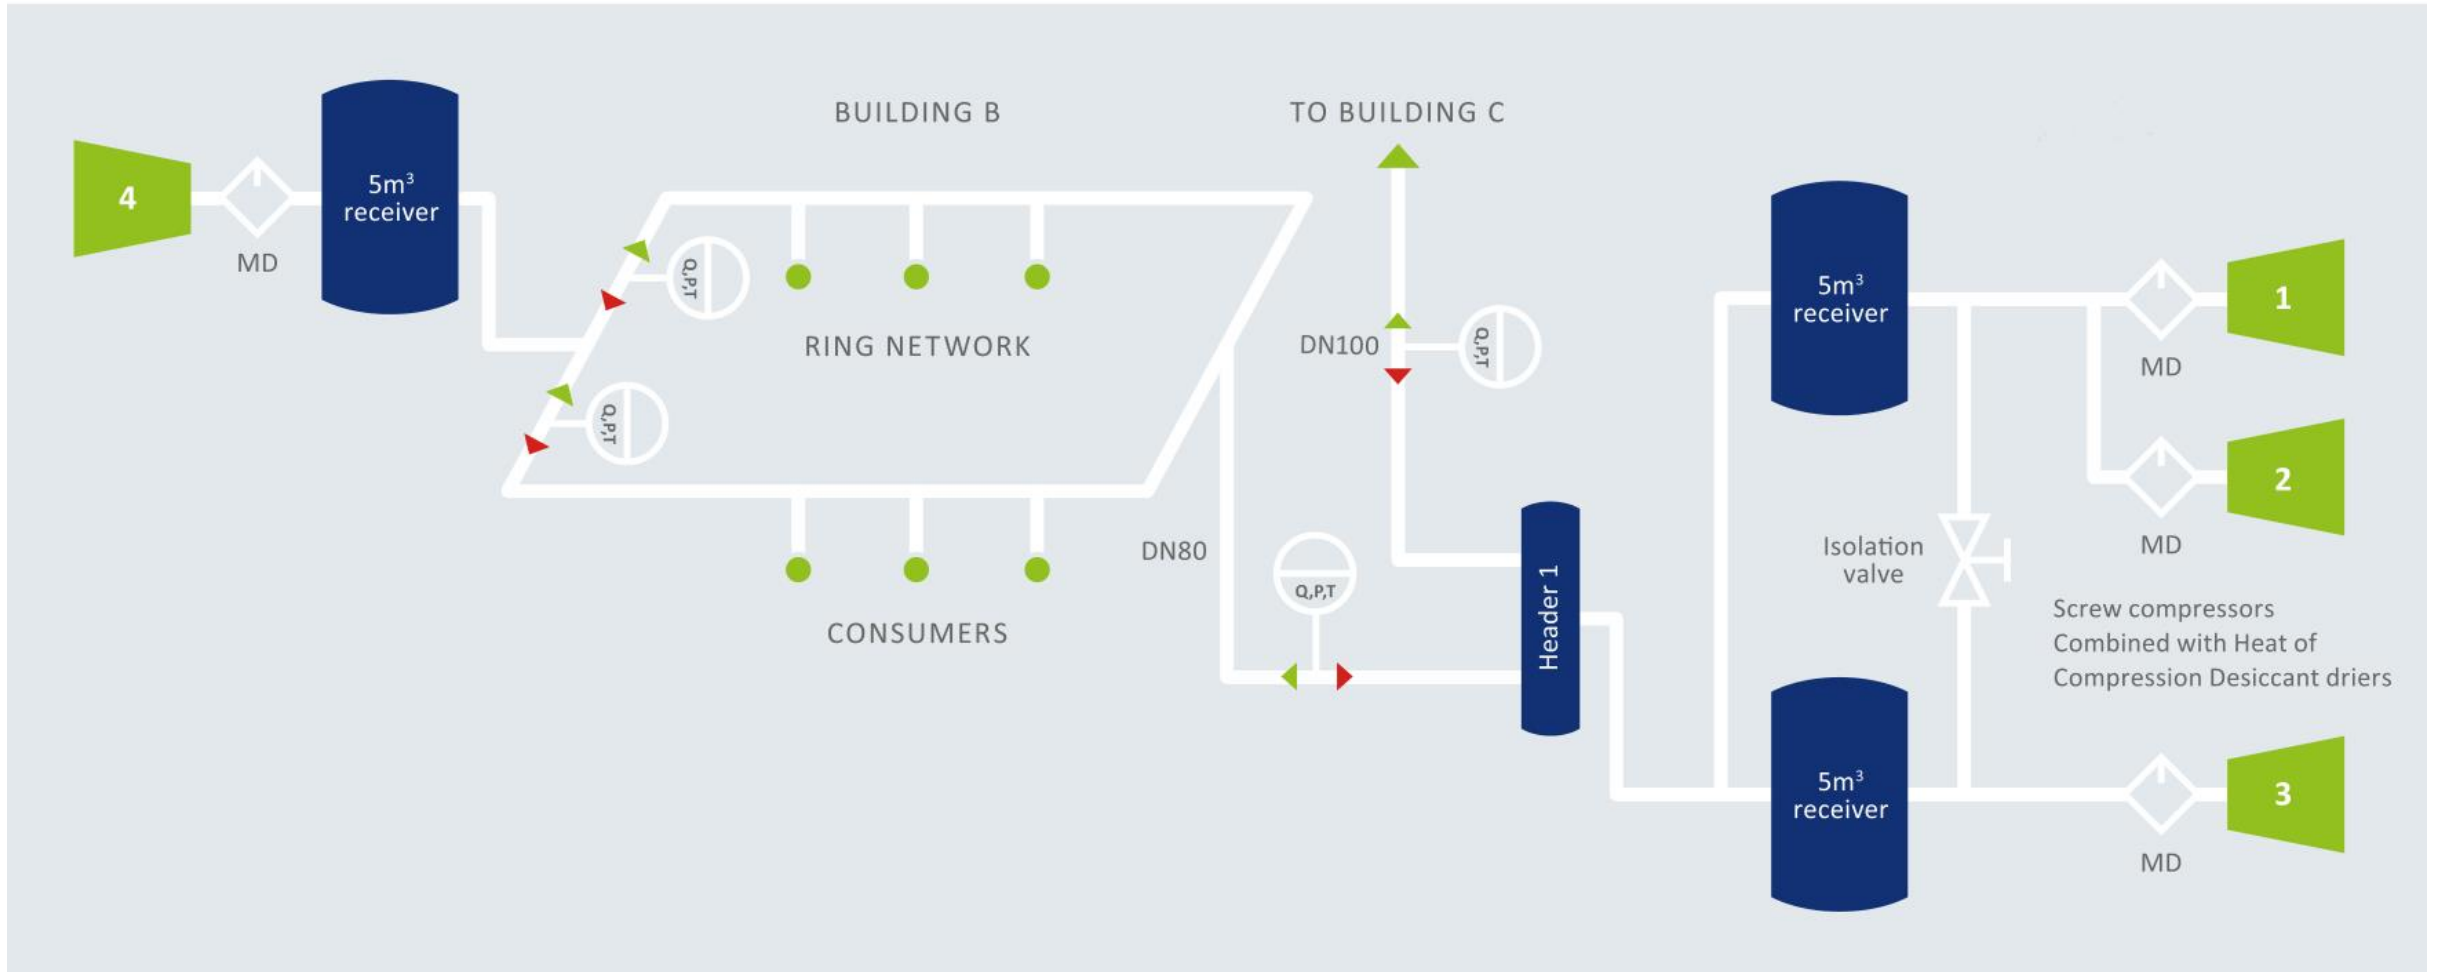 BUILDING B
TO BUILDING C
4
MD
5m³
receiver
Q,P,T
RING NETWORK
Q,P,T
CONSUMERS
DN100
Q,P,T
DN80
Q,P,T
Header 1
5m³
receiver
1
MD
2
MD
Isolation
valve
Screw compressors
Combined with Heat of
Compression Desiccant driers
5m³
receiver
3
MD